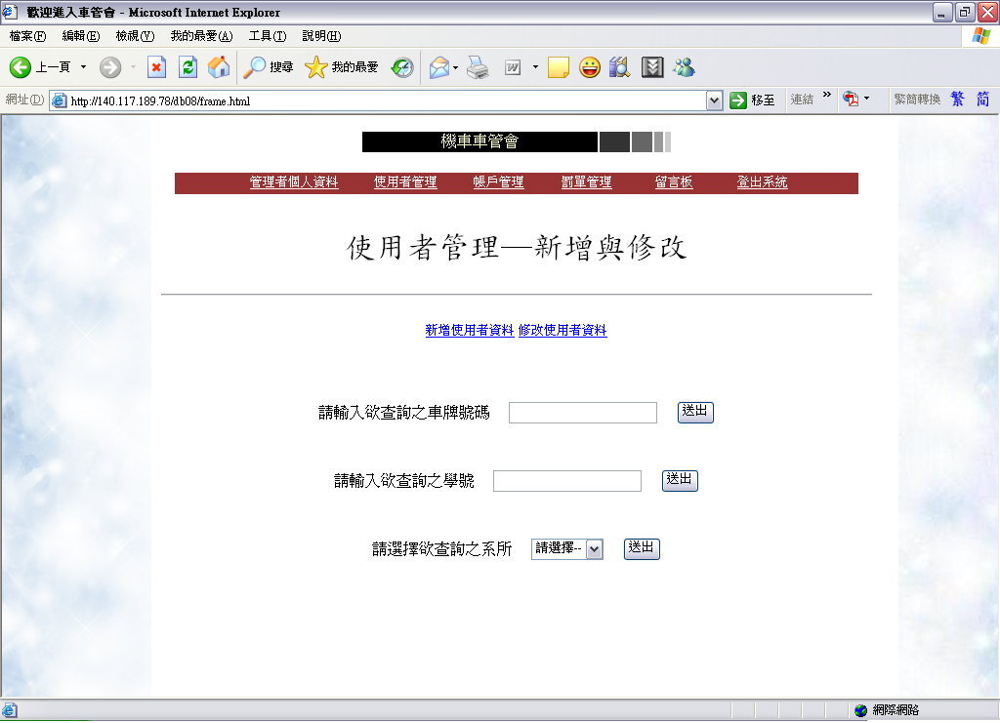 歡迎進入車管會 - Microsoft Internet Explorer
檔案(F) 編輯(E) 檢視(V) 我的最愛(A) 工具(T) 說明(H)
上一頁 搜尋 我的最愛
網址(D) http://140.117.189.78/db08/frame.html 移至 連結 » 繁簡轉換 繁 简
機車車管會
管理者個人資料 使用者管理 帳戶管理 罰單管理 留言板 登出系統
使用者管理—新增與修改
新增使用者資料 修改使用者資料
請輸入欲查詢之車牌號碼 送出
請輸入欲查詢之學號 送出
請選擇欲查詢之系所 請選擇-- 送出
網際網路